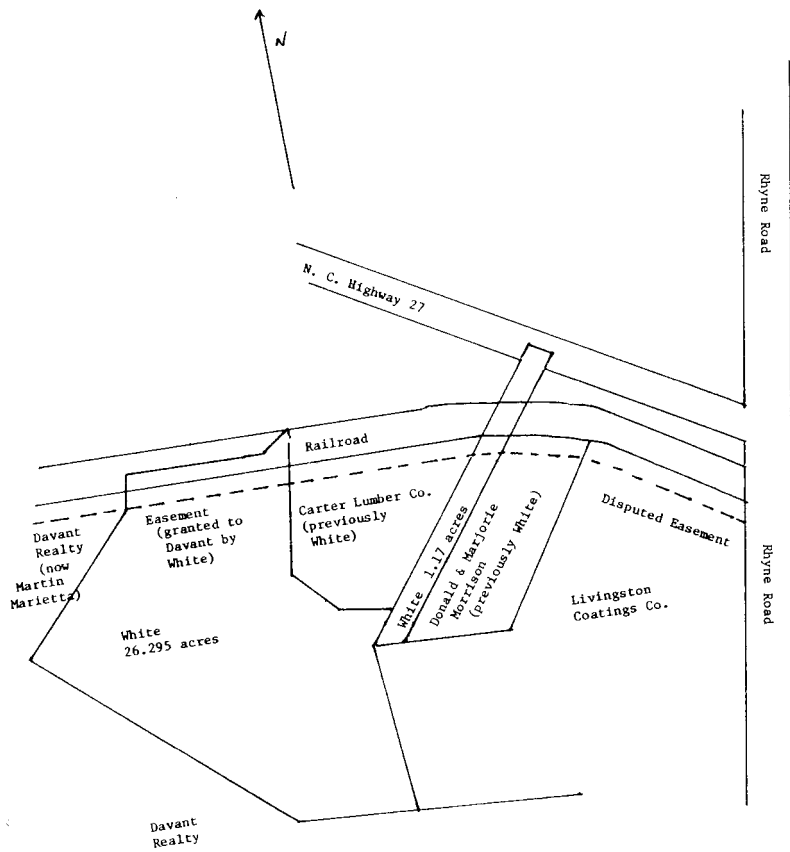 N
Rhyne Road
N. C. Highway 27
Railroad
Carter Lumber Co.
(previously
White)
Easement
(granted to
Davant by
White)
Davant
Realty
(now
Martin
Marietta)
White 1.17 acres
Donald & Marjorie
Morrison
(previously White)
Disputed Easement
Rhyne Road
Livingston
Coatings Co.
White
26.295 acres
Davant
Realty